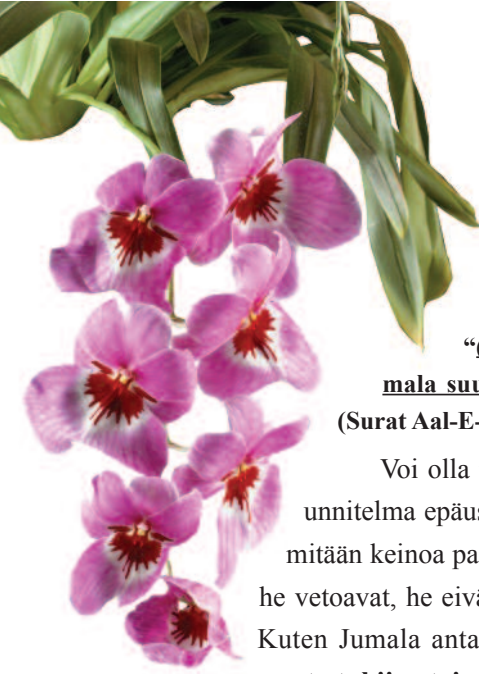 mala suu
(Surat Aal-E-
Voi olla
unnitelma epäus
mitään keinoa pa
he vetoavat, he eivä
Kuten Jumala anta